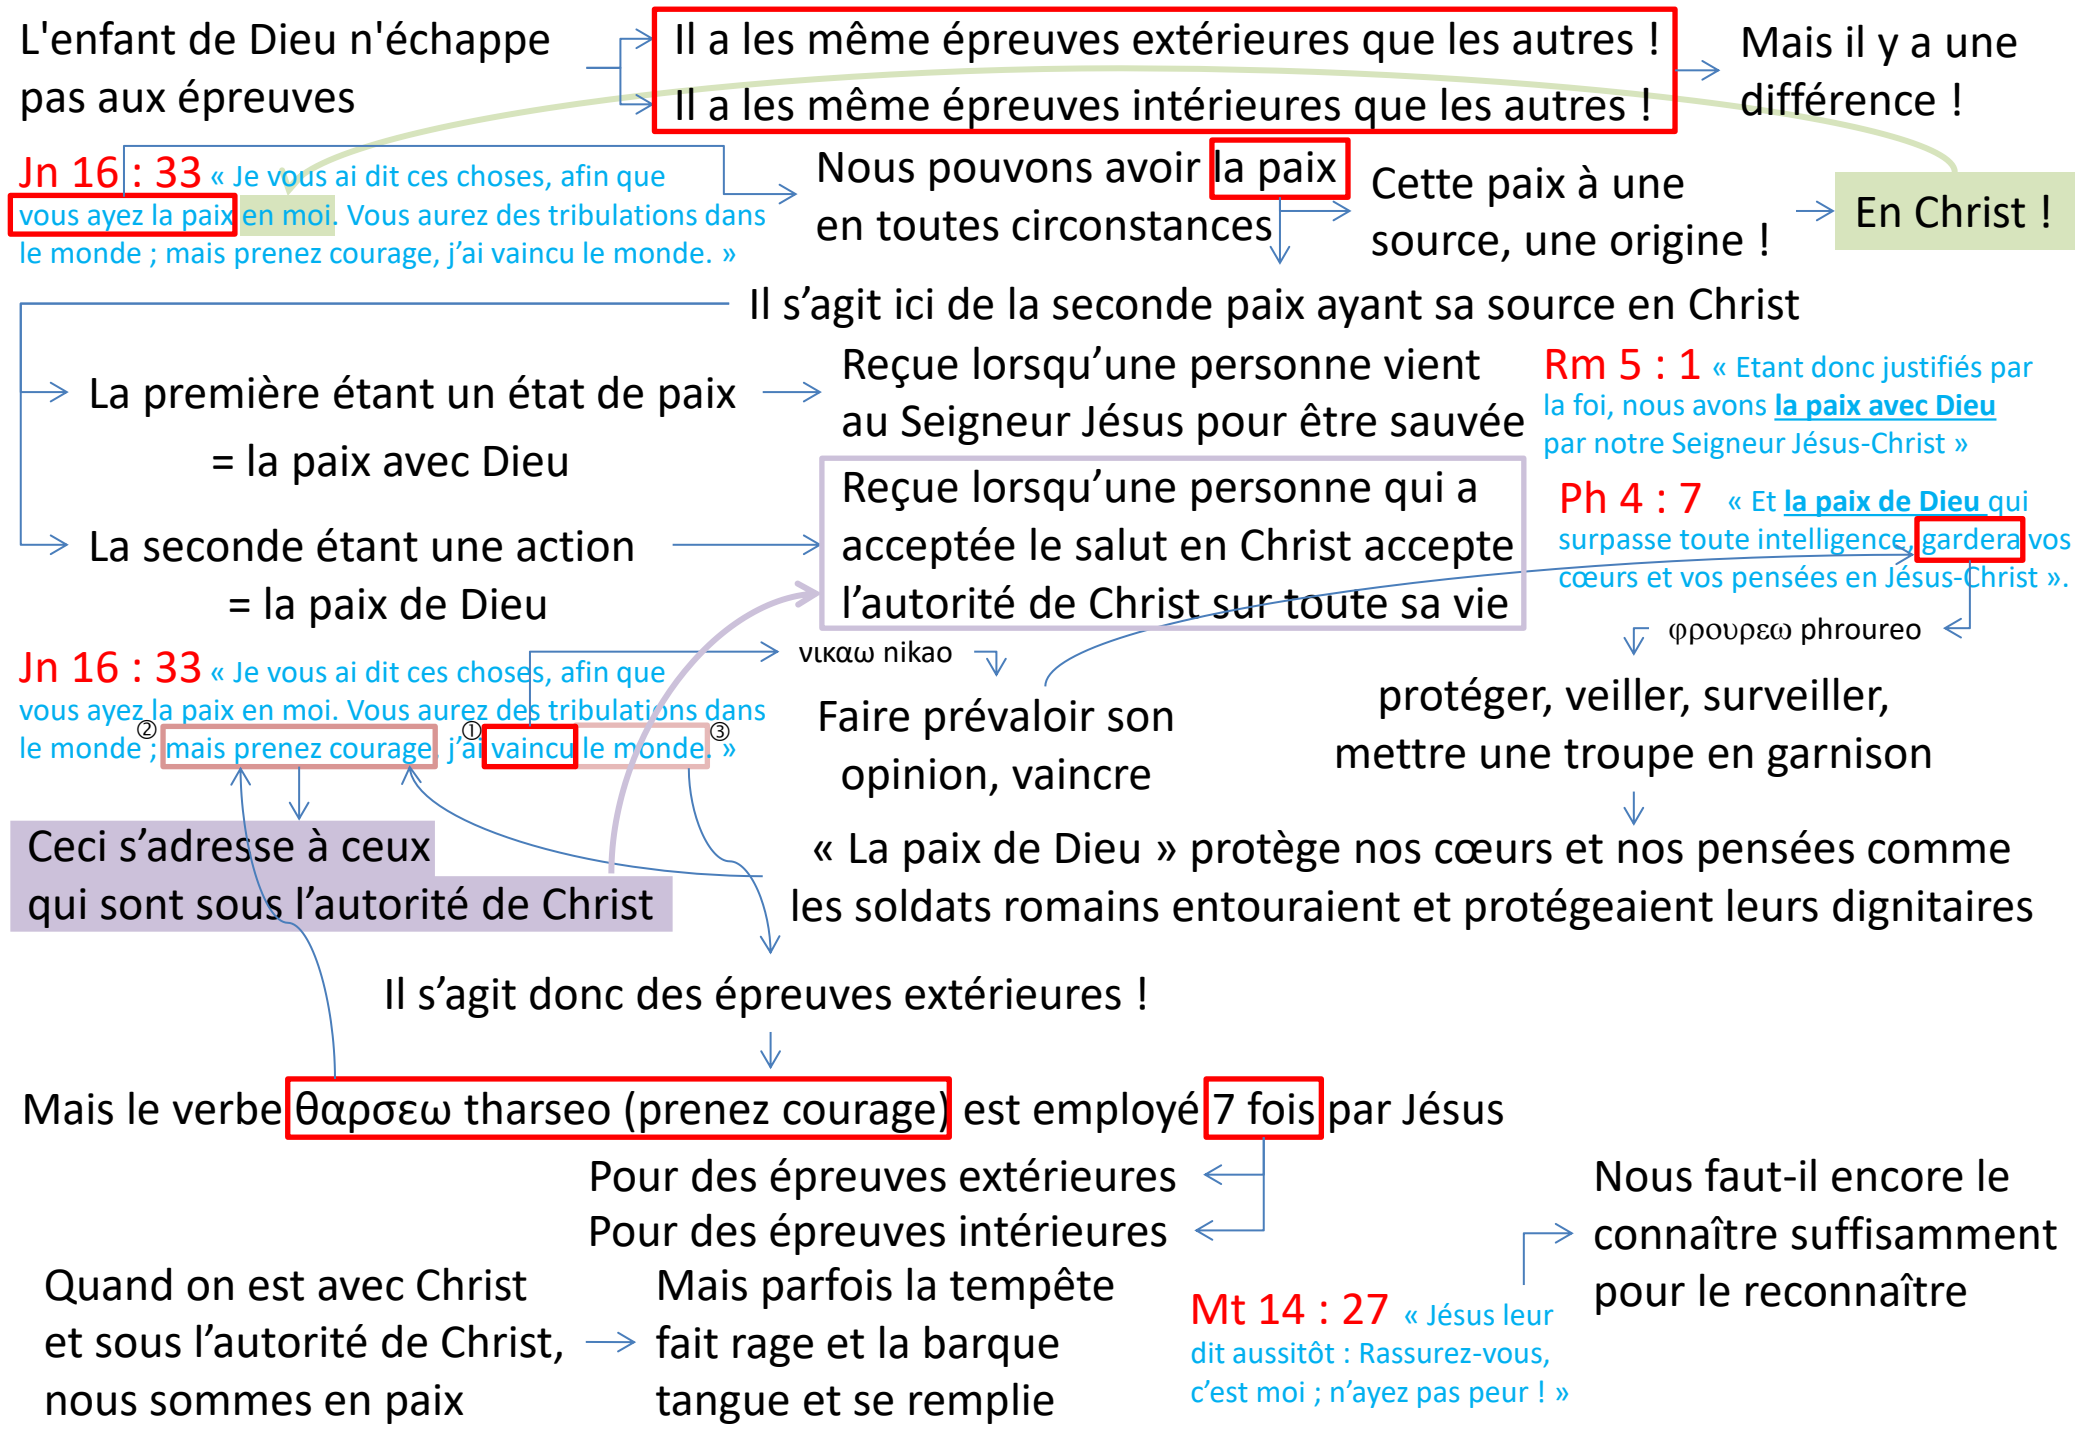 L'enfant de Dieu n'échappe
pas aux épreuves
Il a les même épreuves extérieures que les autres !
Il a les même épreuves intérieures que les autres !
Mais il y a une
différence !
Jn 16 : 33 « Je vous ai dit ces choses, afin que
vous ayez la paix en moi. Vous aurez des tribulations dans
le monde ; mais prenez courage, j’ai vaincu le monde. »
Nous pouvons avoir la paix
en toutes circonstances
Cette paix à une
source, une origine !
En Christ !
Il s’agit ici de la seconde paix ayant sa source en Christ
La première étant un état de paix
= la paix avec Dieu
Reçue lorsqu’une personne vient
au Seigneur Jésus pour être sauvée
Rm 5 : 1 « Etant donc justifiés par
la foi, nous avons la paix avec Dieu
par notre Seigneur Jésus-Christ »
La seconde étant une action
= la paix de Dieu
Reçue lorsqu’une personne qui a
acceptée le salut en Christ accepte
l’autorité de Christ sur toute sa vie
Ph 4 : 7 « Et la paix de Dieu qui
surpasse toute intelligence, gardera vos
cœurs et vos pensées en Jésus-Christ ».
Jn 16 : 33 « Je vous ai dit ces choses, afin que
vous ayez la paix en moi. Vous aurez des tribulations dans
② ① ③
le monde ; mais prenez courage, j’ai vaincu le monde. »
νικαω nikao
Faire prévaloir son
opinion, vaincre
φρουρεω phroureo
protéger, veiller, surveiller,
mettre une troupe en garnison
Ceci s’adresse à ceux
qui sont sous l’autorité de Christ
« La paix de Dieu » protège nos cœurs et nos pensées comme
les soldats romains entouraient et protégeaient leurs dignitaires
Il s’agit donc des épreuves extérieures !
Mais le verbe θαρσεω tharseo (prenez courage) est employé 7 fois par Jésus
Pour des épreuves extérieures
Pour des épreuves intérieures
Quand on est avec Christ
et sous l’autorité de Christ,
nous sommes en paix
Mais parfois la tempête
fait rage et la barque
tangue et se remplie
Mt 14 : 27 « Jésus leur
dit aussitôt : Rassurez-vous,
c’est moi ; n’ayez pas peur ! »
Nous faut-il encore le
connaître suffisamment
pour le reconnaître